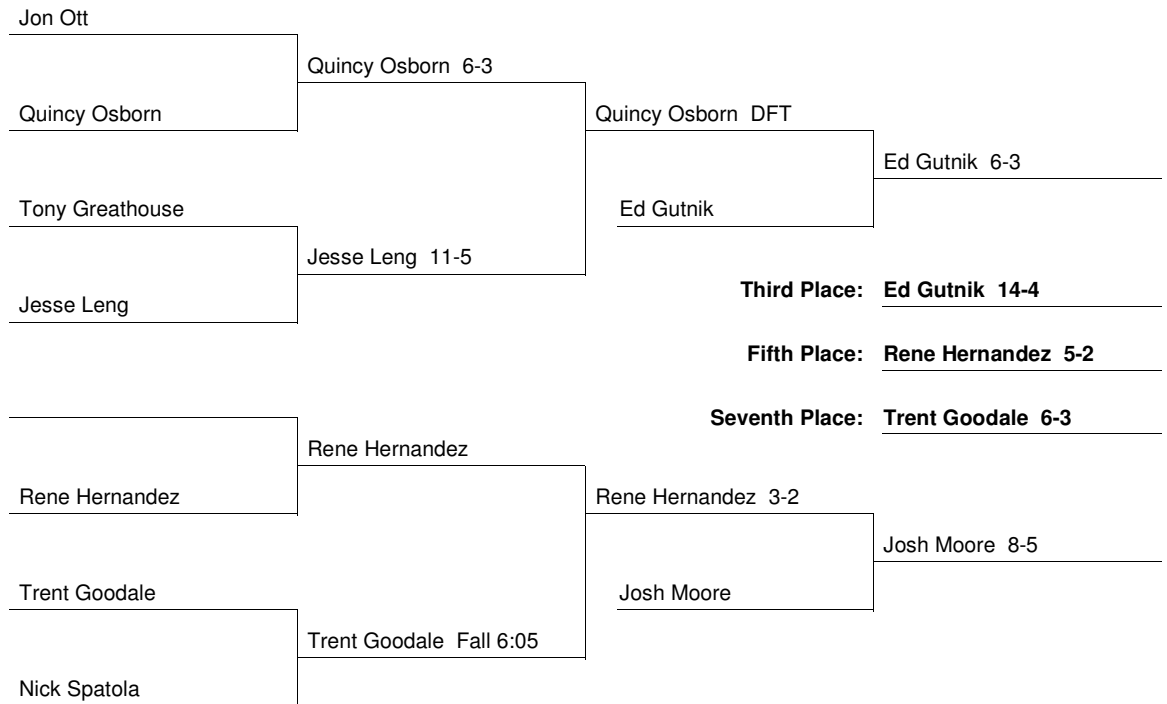 Jon Ott
Quincy Osborn 6-3
Quincy Osborn
Quincy Osborn DFT
Ed Gutnik 6-3
Tony Greathouse
Ed Gutnik
Jesse Leng 11-5
Third Place: Ed Gutnik 14-4
Jesse Leng
Fifth Place: Rene Hernandez 5-2
Seventh Place: Trent Goodale 6-3
Rene Hernandez
Rene Hernandez
Rene Hernandez 3-2
Josh Moore 8-5
Trent Goodale
Josh Moore
Trent Goodale Fall 6:05
Nick Spatola